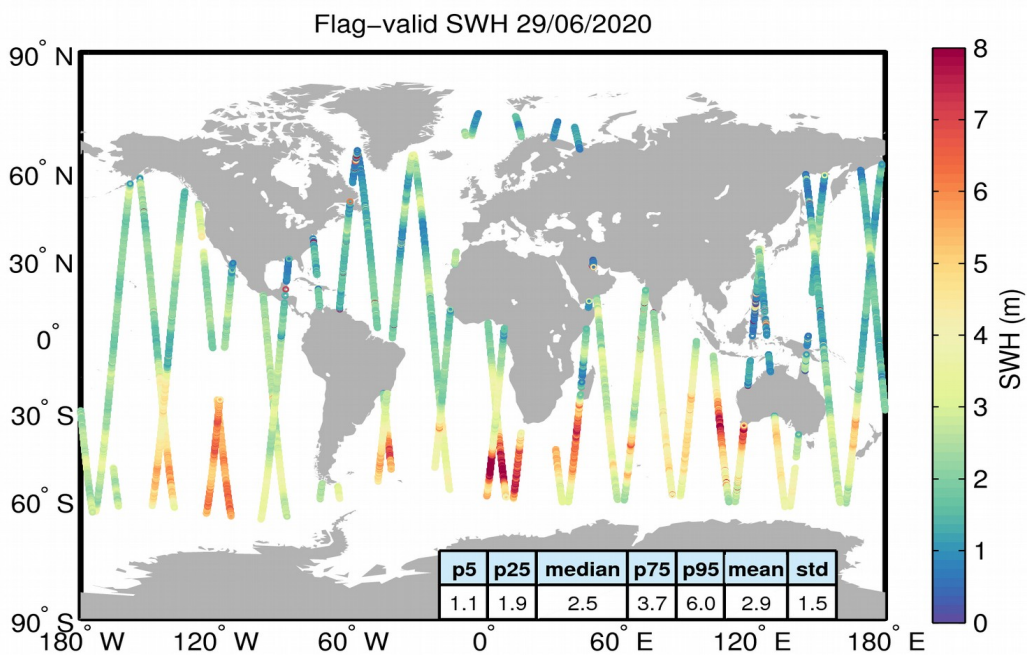 Flag−valid SWH 29/06/2020
90° N
60° N
30° N
0°
30° S
60° S
90° S
180° W
120° W
60° W
0°
60° E
120° E
180° E
p5 p25 median p75 p95 mean std
1.1 1.9 2.5 3.7 6.0 2.9 1.5
8
7
6
5
4
3
2
1
0
SWH (m)